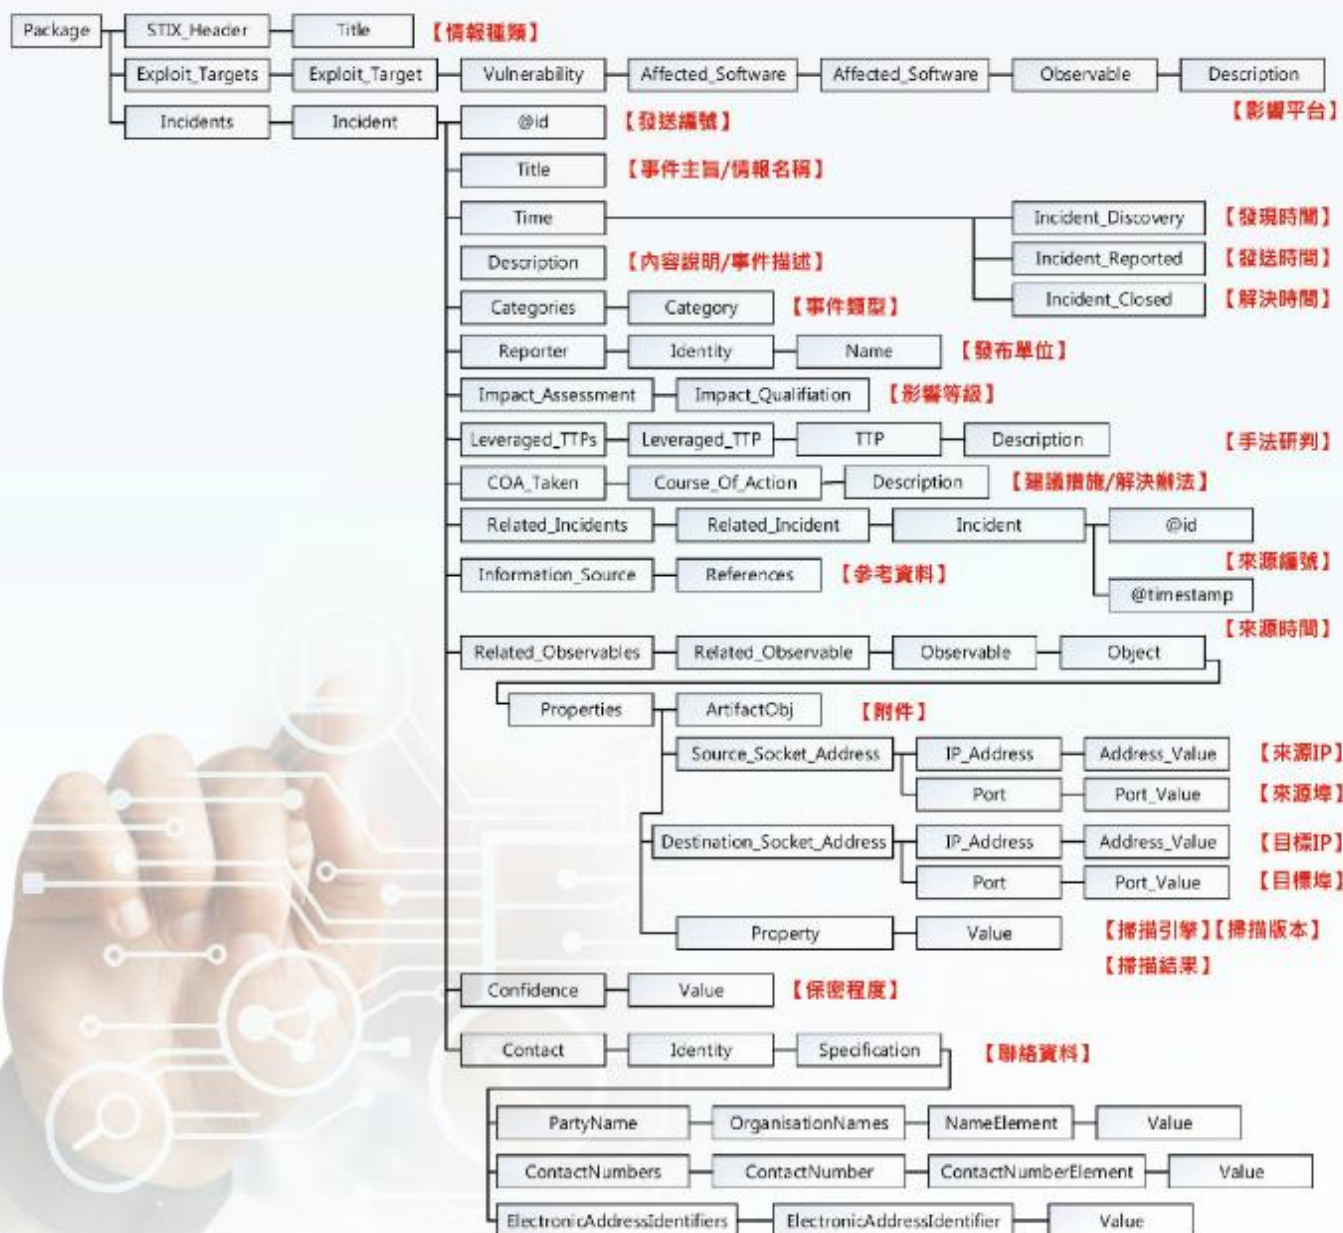 Package STIX_Header Title 【情報種類】
Exploit_Targets Exploit_Target Vulnerability Affected_Software Affected_Software Observable Description
【影響平台】
Incidents Incident @id 【發送編號】
Title 【事件主旨/情報名稱】
Time Incident_Discovery 【發現時間】
Incident_Reported 【發送時間】
Incident_Closed 【解決時間】
Description 【內容說明/事件描述】
Categories Category 【事件類型】
Reporter Identity Name 【發布單位】
Impact_Assessment Impact_Qualifiation 【影響等級】
Leveraged_TTPs Leveraged_TTP TTP Description 【手法研判】
COA_Taken Course_Of_Action Description 【建議措施/解決辦法】
Related_Incidents Related_Incident Incident @id
【來源編號】
Information_Source References 【參考資料】
@timestamp
【來源時間】
Related_Observables Related_Observable Observable Object
Properties ArtifactObj 【附件】
Source_Socket_Address IP_Address Address_Value 【來源IP】
Port Port_Value 【來源埠】
Destination_Socket_Address IP_Address Address_Value 【目標IP】
Port Port_Value 【目標埠】
Property Value 【掃描引擎】【掃描版本】
【掃描結果】
Confidence Value 【保密程度】
Contact Identity Specification 【聯絡資料】
PartyName OrganisationNames NameElement Value
ContactNumbers ContactNumber ContactNumberElement Value
ElectronicAddressIdentifiers ElectronicAddressIdentifier Value